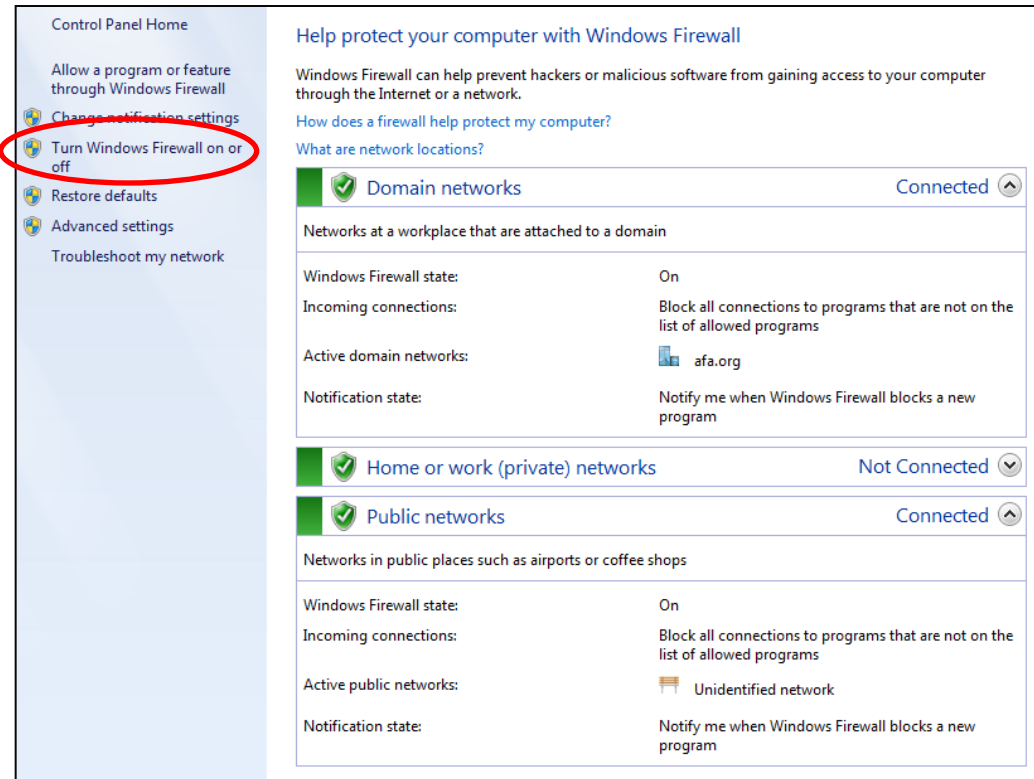 Control Panel Home
Allow a program or feature
through Windows Firewall
Change notification settings
Turn Windows Firewall on or
off
Restore defaults
Advanced settings
Troubleshoot my network
Help protect your computer with Windows Firewall
Windows Firewall can help prevent hackers or malicious software from gaining access to your computer
through the Internet or a network.
How does a firewall help protect my computer?
What are network locations?
Domain networks Connected
Networks at a workplace that are attached to a domain
Windows Firewall state: On
Incoming connections: Block all connections to programs that are not on the
list of allowed programs
Active domain networks: afa.org
Notification state: Notify me when Windows Firewall blocks a new
program
Home or work (private) networks Not Connected
Public networks Connected
Networks in public places such as airports or coffee shops
Windows Firewall state: On
Incoming connections: Block all connections to programs that are not on the
list of allowed programs
Active public networks: Unidentified network
Notification state: Notify me when Windows Firewall blocks a new
program